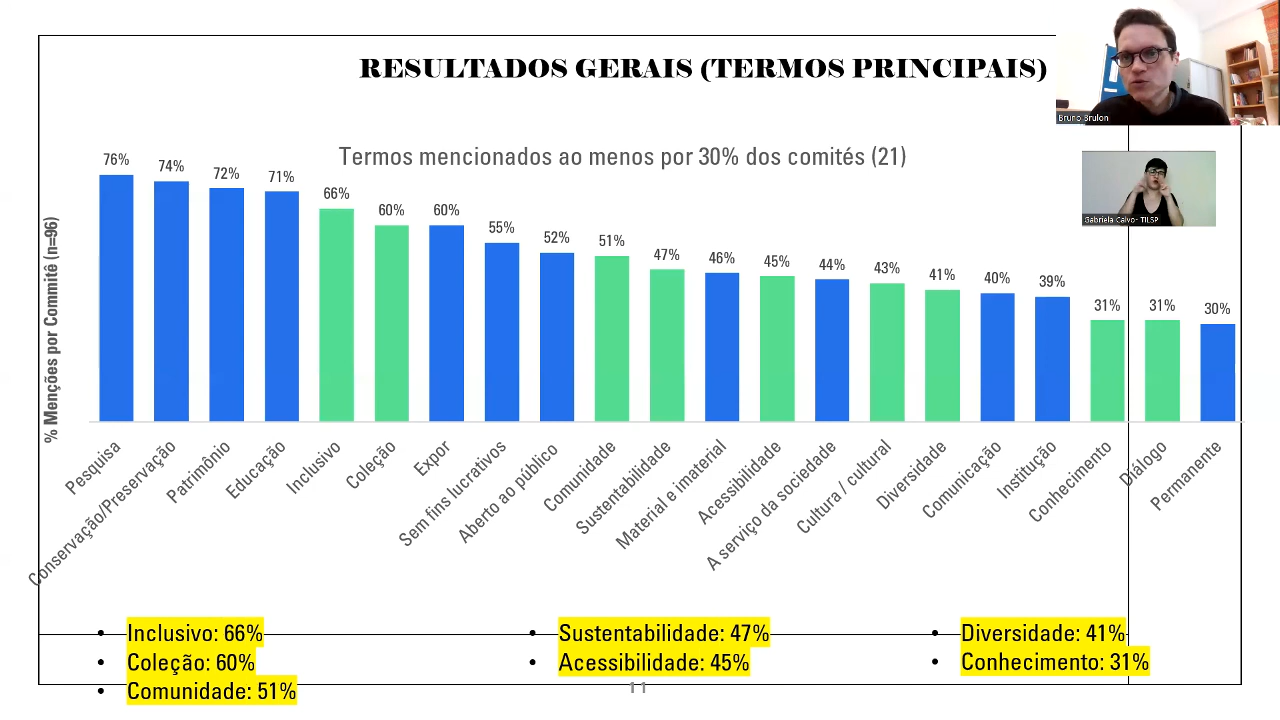 RESULTADOS GERAIS (TERMOS PRINCIPAIS)
Bruno Brulon
Termos mencionados ao menos por 30% dos comités (21)
Gabriela Calvo- TILSP
% Menções por Committê (n=96)
76%
74%
72%
71%
66%
60%
60%
55%
52%
51%
47%
46%
45%
44%
43%
41%
40%
39%
31%
31%
30%
Pesquisa
Conservação/Preservação
Patrimônio
Educação
Inclusivo
Coleção
Expor
Sem fins lucrativos
Aberto ao público
Comunidade
Sustentabilidade
Material e imaterial
Acessibilidade
A serviço da sociedade
Cultura / cultural
Diversidade
Comunicação
Institução
Conhecimento
Diálogo
Permanente
• Inclusivo: 66%
• Coleção: 60%
• Comunidade: 51%
• Sustentabilidade: 47%
• Acessibilidade: 45%
• Diversidade: 41%
• Conhecimento: 31%
11